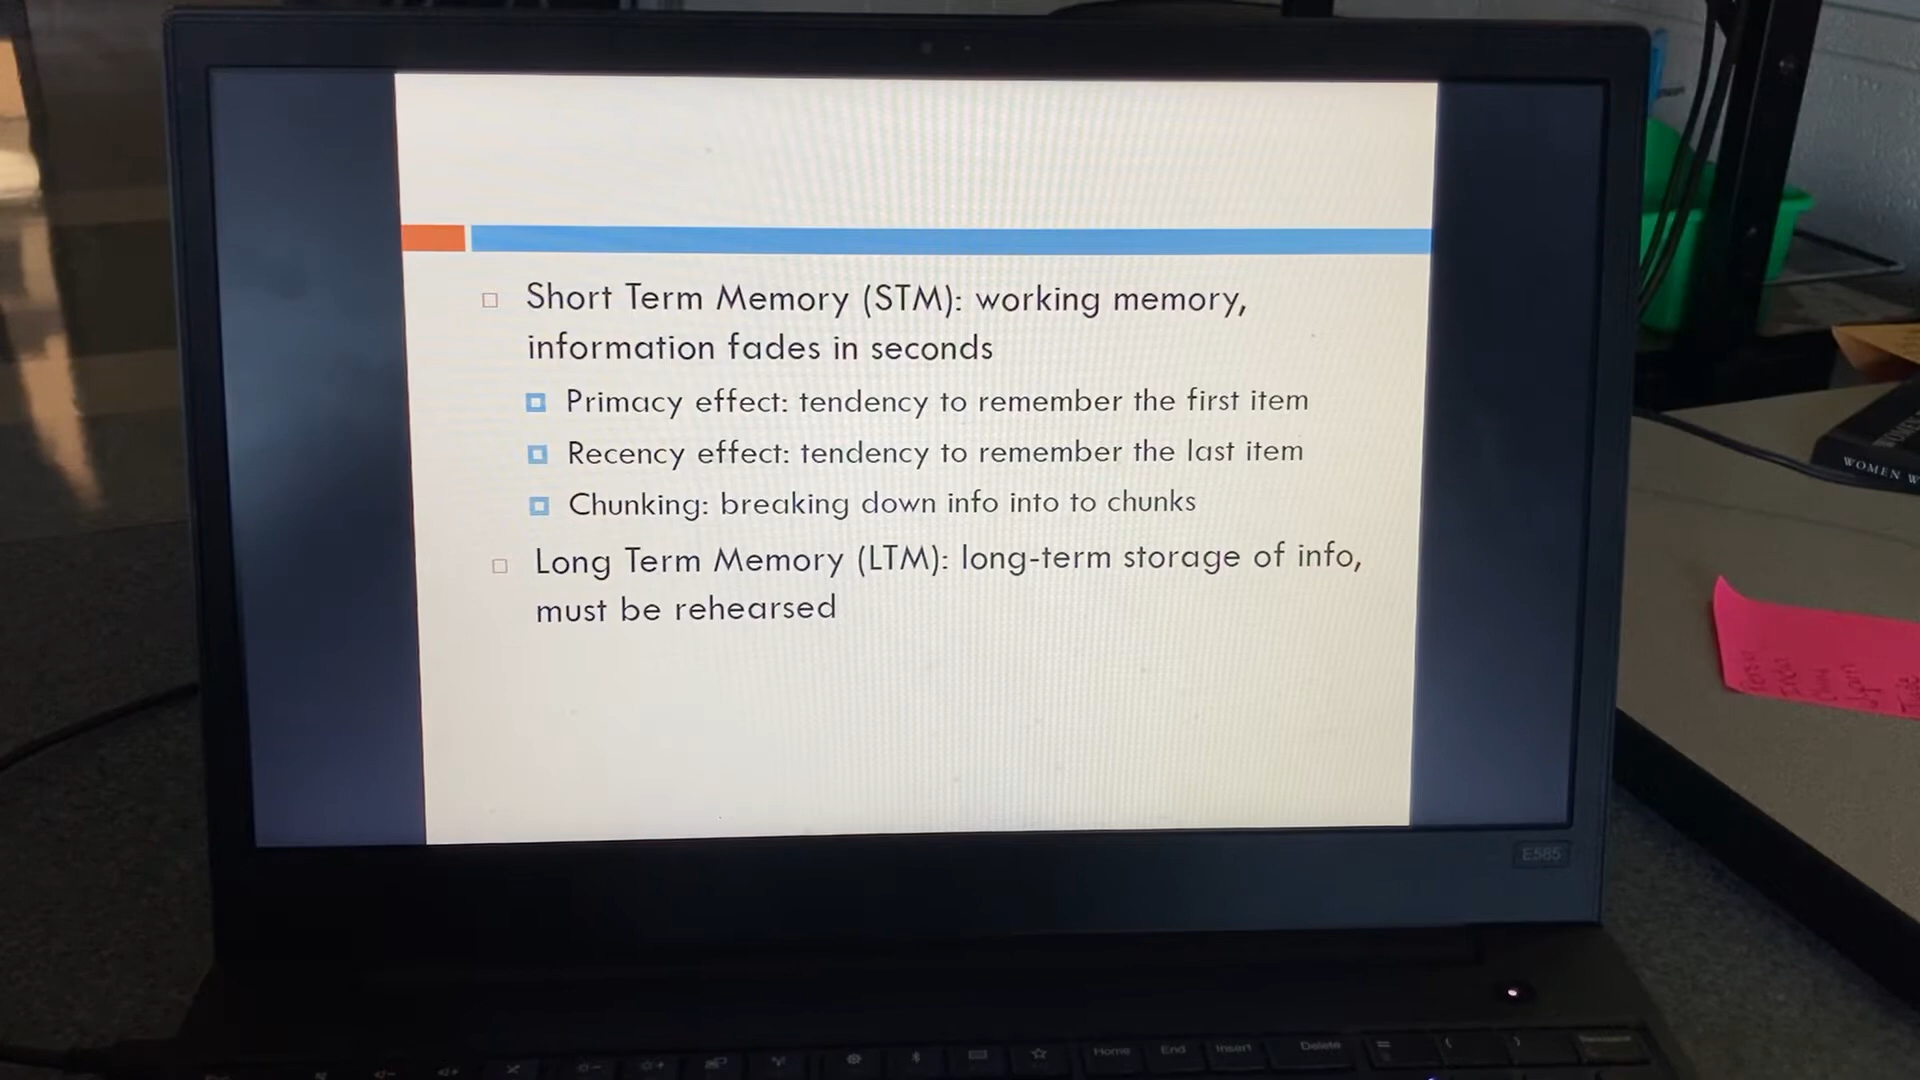 Short Term Memory (STM): working memory,
information fades in seconds
Primacy effect: tendency to remember the first item
Recency effect: tendency to remember the last item
Chunking: breaking down info into to chunks
Long Term Memory (LTM): long-term storage of info,
must be rehearsed
E585
WOMEN
Home End Insert Delete